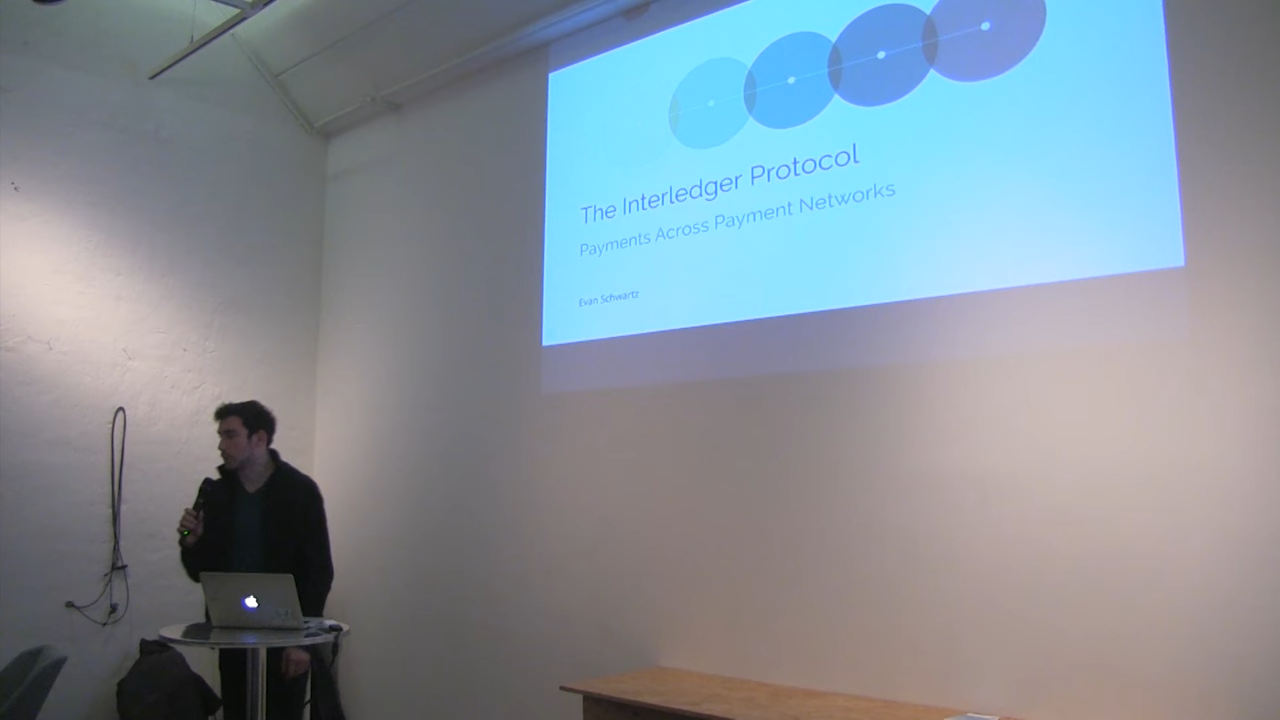 The Interledger Protocol
Payments Across Payment Networks
Evan Schwartz